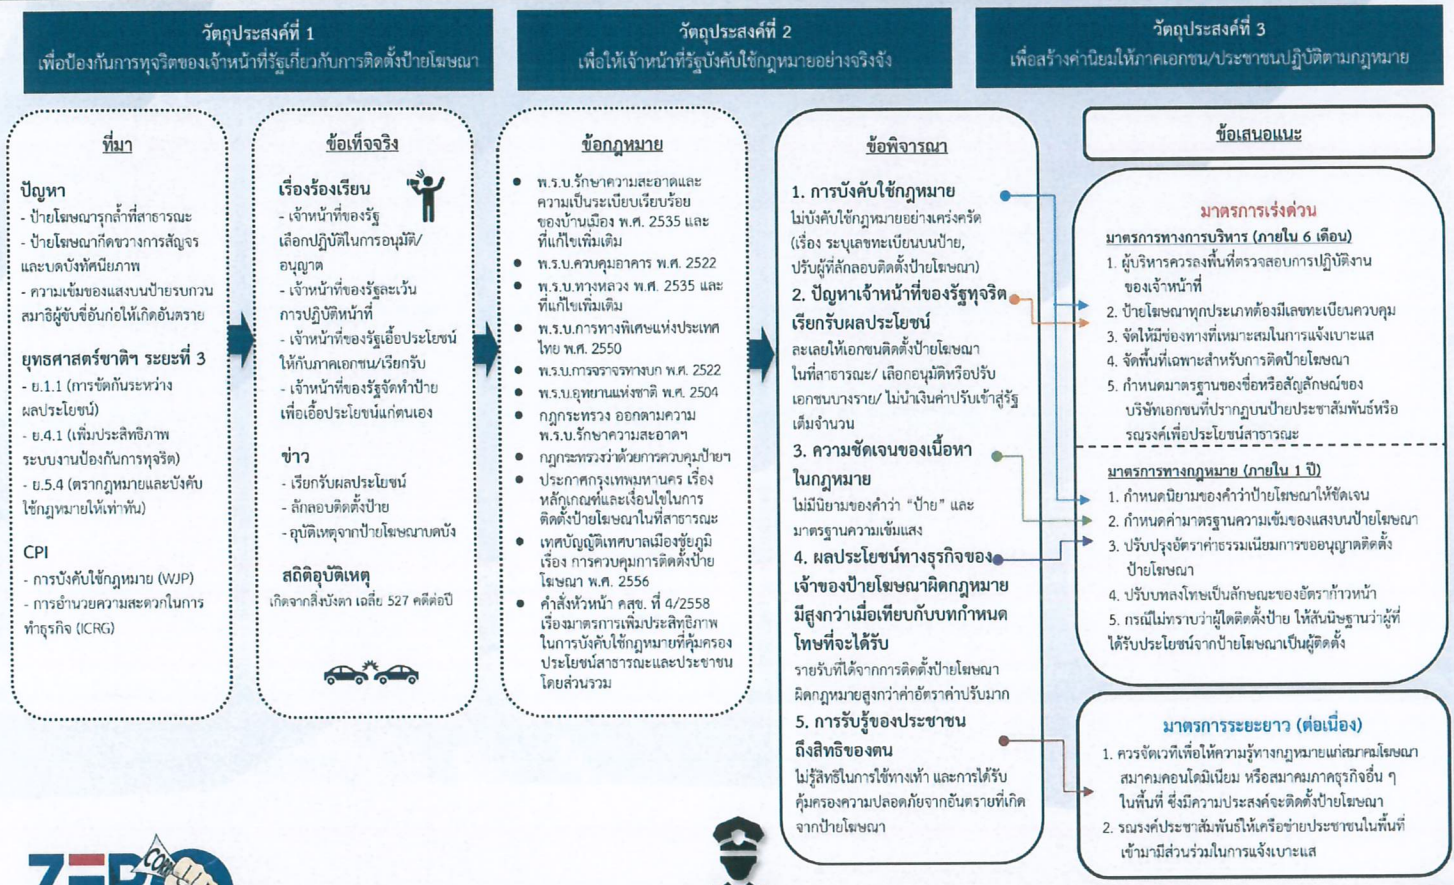 วัตถุประสงค์ที่ 1
เพื่อป้องกันการทุจริตของเจ้าหน้าที่รัฐเกี่ยวกับการติดตั้งป้ายโฆษณา
วัตถุประสงค์ที่ 2
เพื่อให้เจ้าหน้าที่รัฐบังคับใช้กฎหมายอย่างจริงจัง
วัตถุประสงค์ที่ 3
เพื่อสร้างค่านิยมให้ภาคเอกชน/ประชาชนปฏิบัติตามกฎหมาย
ที่มา
ปัญหา
- ป้ายโฆษณารุกล้ำที่สาธารณะ
- ป้ายโฆษณากีดขวางการสัญจร
และบดบังทัศนียภาพ
- ความเข้มของแสงบนป้ายรบกวน
สมาธิผู้ขับขี่อันก่อให้เกิดอันตราย
ยุทธศาสตร์ชาติฯ ระยะที่ 3
- ย.1.1 (การขัดกันระหว่าง
ผลประโยชน์)
- ย.4.1 (เพิ่มประสิทธิภาพ
ระบบงานป้องกันการทุจริต)
- ย.5.4 (ตรากฎหมายและบังคับ
ใช้กฎหมายให้เท่าทัน)
CPI
- การบังคับใช้กฎหมาย (WJP)
- การอำนวยความสะดวกในการ
ทำธุรกิจ (ICRG)
ข้อเท็จจริง
เรื่องร้องเรียน
- เจ้าหน้าที่ของรัฐ
เลือกปฏิบัติในการอนุมัติ/
อนุญาต
- เจ้าหน้าที่ของรัฐละเว้น
การปฏิบัติหน้าที่
- เจ้าหน้าที่ของรัฐเอื้อประโยชน์
ให้กับภาคเอกชน/เรียกรับ
- เจ้าหน้าที่ของรัฐจัดทำป้าย
เพื่อเอื้อประโยชน์แก่ตนเอง
ข่าว
- เรียกรับผลประโยชน์
- ลักลอบติดตั้งป้าย
- อุบัติเหตุจากป้ายโฆษณาบดบัง
สถิติอุบัติเหตุ
เกิดจากสิ่งบังตา เฉลี่ย 527 คดีต่อปี
ข้อกฎหมาย
● พ.ร.บ.รักษาความสะอาดและ
ความเป็นระเบียบเรียบร้อย
ของบ้านเมือง พ.ศ. 2535 และ
ที่แก้ไขเพิ่มเติม
● พ.ร.บ.ควบคุมอาคาร พ.ศ. 2522
● พ.ร.บ.ทางหลวง พ.ศ. 2535 และ
ที่แก้ไขเพิ่มเติม
● พ.ร.บ.การทางพิเศษแห่งประเทศ
ไทย พ.ศ. 2550
● พ.ร.บ.การจราจรทางบก พ.ศ. 2522
● พ.ร.บ.อุทยานแห่งชาติ พ.ศ. 2504
● กฎกระทรวง ออกตามความ
พ.ร.บ.รักษาความสะอาดฯ
● กฎกระทรวงว่าด้วยการควบคุมป้ายฯ
● ประกาศกรุงเทพมหานคร เรื่อง
หลักเกณฑ์และเงื่อนไขในการ
ติดตั้งป้ายโฆษณาในที่สาธารณะ
● เทศบัญญัติเทศบาลเมืองชัยภูมิ
เรื่อง การควบคุมการติดตั้งป้าย
โฆษณา พ.ศ. 2556
● คำสั่งหัวหน้า คสช. ที่ 4/2558
เรื่องมาตรการเพิ่มประสิทธิภาพ
ในการบังคับใช้กฎหมายที่คุ้มครอง
ประโยชน์สาธารณะและประชาชน
โดยส่วนรวม
ข้อพิจารณา
1. การบังคับใช้กฎหมาย
ไม่บังคับใช้กฎหมายอย่างเคร่งครัด
(เรื่อง ระบุเลขทะเบียนบนป้าย,
ปรับผู้ที่ลักลอบติดตั้งป้ายโฆษณา)
2. ปัญหาเจ้าหน้าที่ของรัฐทุจริต
เรียกรับผลประโยชน์
ละเลยให้เอกชนติดตั้งป้ายโฆษณา
ในที่สาธารณะ/ เลือกอนุมัติหรือปรับ
เอกชนบางราย/ ไม่นำเงินค่าปรับเข้าสู่รัฐ
เต็มจำนวน
3. ความชัดเจนของเนื้อหา
ในกฎหมาย
ไม่มีนิยามของคำว่า “ป้าย” และ
มาตรฐานความเข้มแสง
4. ผลประโยชน์ทางธุรกิจของ
เจ้าของป้ายโฆษณาผิดกฎหมาย
มีสูงกว่าเมื่อเทียบกับบทกำหนด
โทษที่จะได้รับ
รายรับที่ได้จากการติดตั้งป้ายโฆษณา
ผิดกฎหมายสูงกว่าค่าอัตราค่าปรับมาก
5. การรับรู้ของประชาชน
ถึงสิทธิของตน
ไม่รู้สิทธิในการใช้ทางเท้า และการได้รับ
คุ้มครองความปลอดภัยจากอันตรายที่เกิด
จากป้ายโฆษณา
ข้อเสนอแนะ
มาตรการเร่งด่วน
มาตรการทางการบริหาร (ภายใน 6 เดือน)
1. ผู้บริหารควรลงพื้นที่ตรวจสอบการปฏิบัติงาน
ของเจ้าหน้าที่
2. ป้ายโฆษณาทุกประเภทต้องมีเลขทะเบียนควบคุม
3. จัดให้มีช่องทางที่เหมาะสมในการแจ้งเบาะแส
4. จัดพื้นที่เฉพาะสำหรับการติดป้ายโฆษณา
5. กำหนดมาตรฐานของชื่อหรือสัญลักษณ์ของ
บริษัทเอกชนที่ปรากฏบนป้ายประชาสัมพันธ์หรือ
รณรงค์เพื่อประโยชน์สาธารณะ
มาตรการทางกฎหมาย (ภายใน 1 ปี)
1. กำหนดนิยามของคำว่าป้ายโฆษณาให้ชัดเจน
2. กำหนดค่ามาตรฐานความเข้มของแสงบนป้ายโฆษณา
3. ปรับปรุงอัตราค่าธรรมเนียมการขออนุญาตติดตั้ง
ป้ายโฆษณา
4. ปรับบทลงโทษเป็นลักษณะของอัตราก้าวหน้า
5. กรณีไม่ทราบว่าผู้ใดติดตั้งป้าย ให้สันนิษฐานว่าผู้ที่
ได้รับประโยชน์จากป้ายโฆษณาเป็นผู้ติดตั้ง
มาตรการระยะยาว (ต่อเนื่อง)
1. ควรจัดเวทีเพื่อให้ความรู้ทางกฎหมายแก่สมาคมโฆษณา
สมาคมคอนโดมิเนียม หรือสมาคมภาคธุรกิจอื่น ๆ
ในพื้นที่ ซึ่งมีความประสงค์จะติดตั้งป้ายโฆษณา
2. รณรงค์ประชาสัมพันธ์ให้เครือข่ายประชาชนในพื้นที่
เข้ามามีส่วนร่วมในการแจ้งเบาะแส